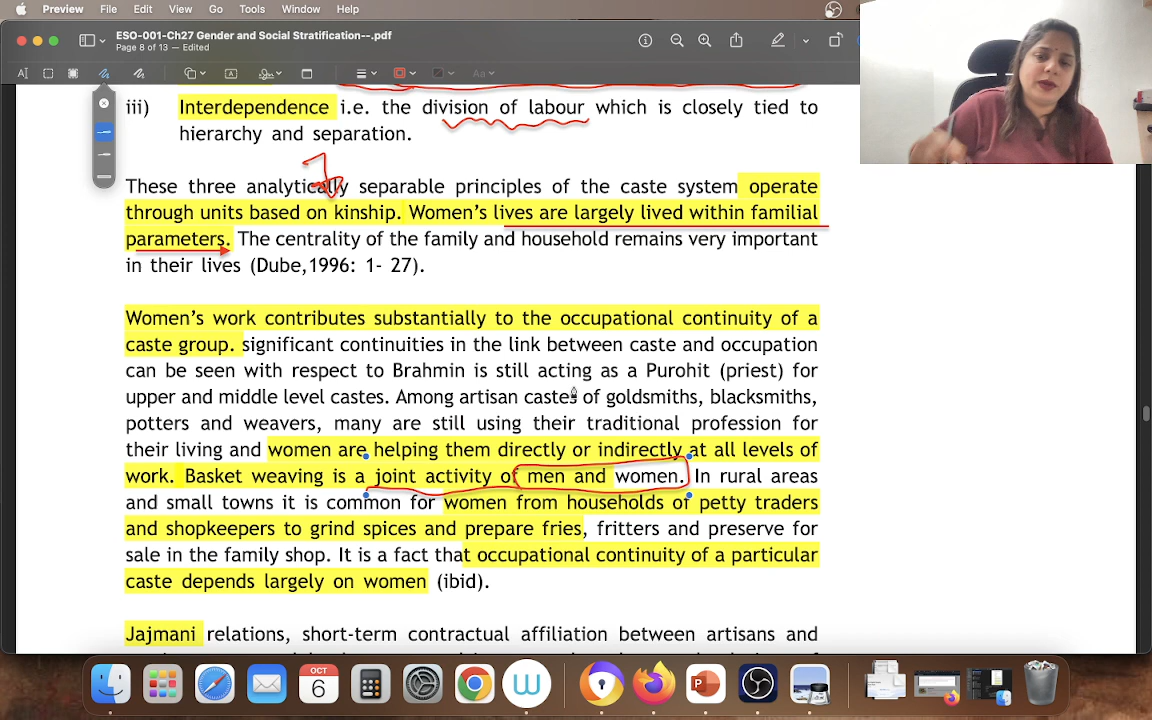 Preview File Edit View Go Tools Window Help
ESO-001-Ch27 Gender and Social Stratification--.pdf
Page 8 of 13 — Edited
iii) Interdependence i.e. the division of labour which is closely tied to
hierarchy and separation.
These three analytically separable principles of the caste system operate
through units based on kinship. Women's lives are largely lived within familial
parameters. The centrality of the family and household remains very important
in their lives (Dube,1996: 1- 27).
Women's work contributes substantially to the occupational continuity of a
caste group. significant continuities in the link between caste and occupation
can be seen with respect to Brahmin is still acting as a Purohit (priest) for
upper and middle level castes. Among artisan castes of goldsmiths, blacksmiths,
potters and weavers, many are still using their traditional profession for
their living and women are helping them directly or indirectly at all levels of
work. Basket weaving is a joint activity of men and women. In rural areas
and small towns it is common for women from households of petty traders
and shopkeepers to grind spices and prepare fries, fritters and preserve for
sale in the family shop. It is a fact that occupational continuity of a particular
caste depends largely on women (ibid).
Jajmani relations, short-term contractual affiliation between artisans and
OCT
6